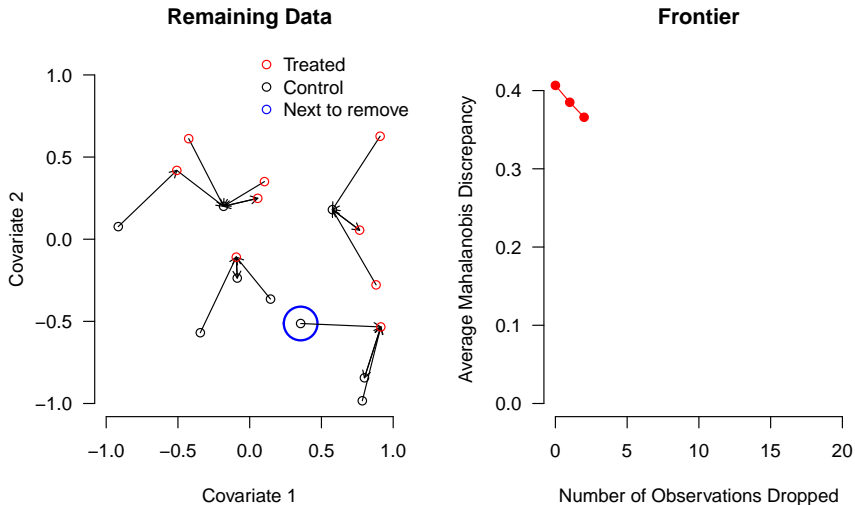 Remaining Data
Treated
Control
Next to remove
1.0
0.5
0.0
−0.5
−1.0
Covariate 2
−1.0 −0.5 0.0 0.5 1.0
Covariate 1
Frontier
0.4
0.3
0.2
0.1
0.0
Average Mahalanobis Discrepancy
0 5 10 15 20
Number of Observations Dropped